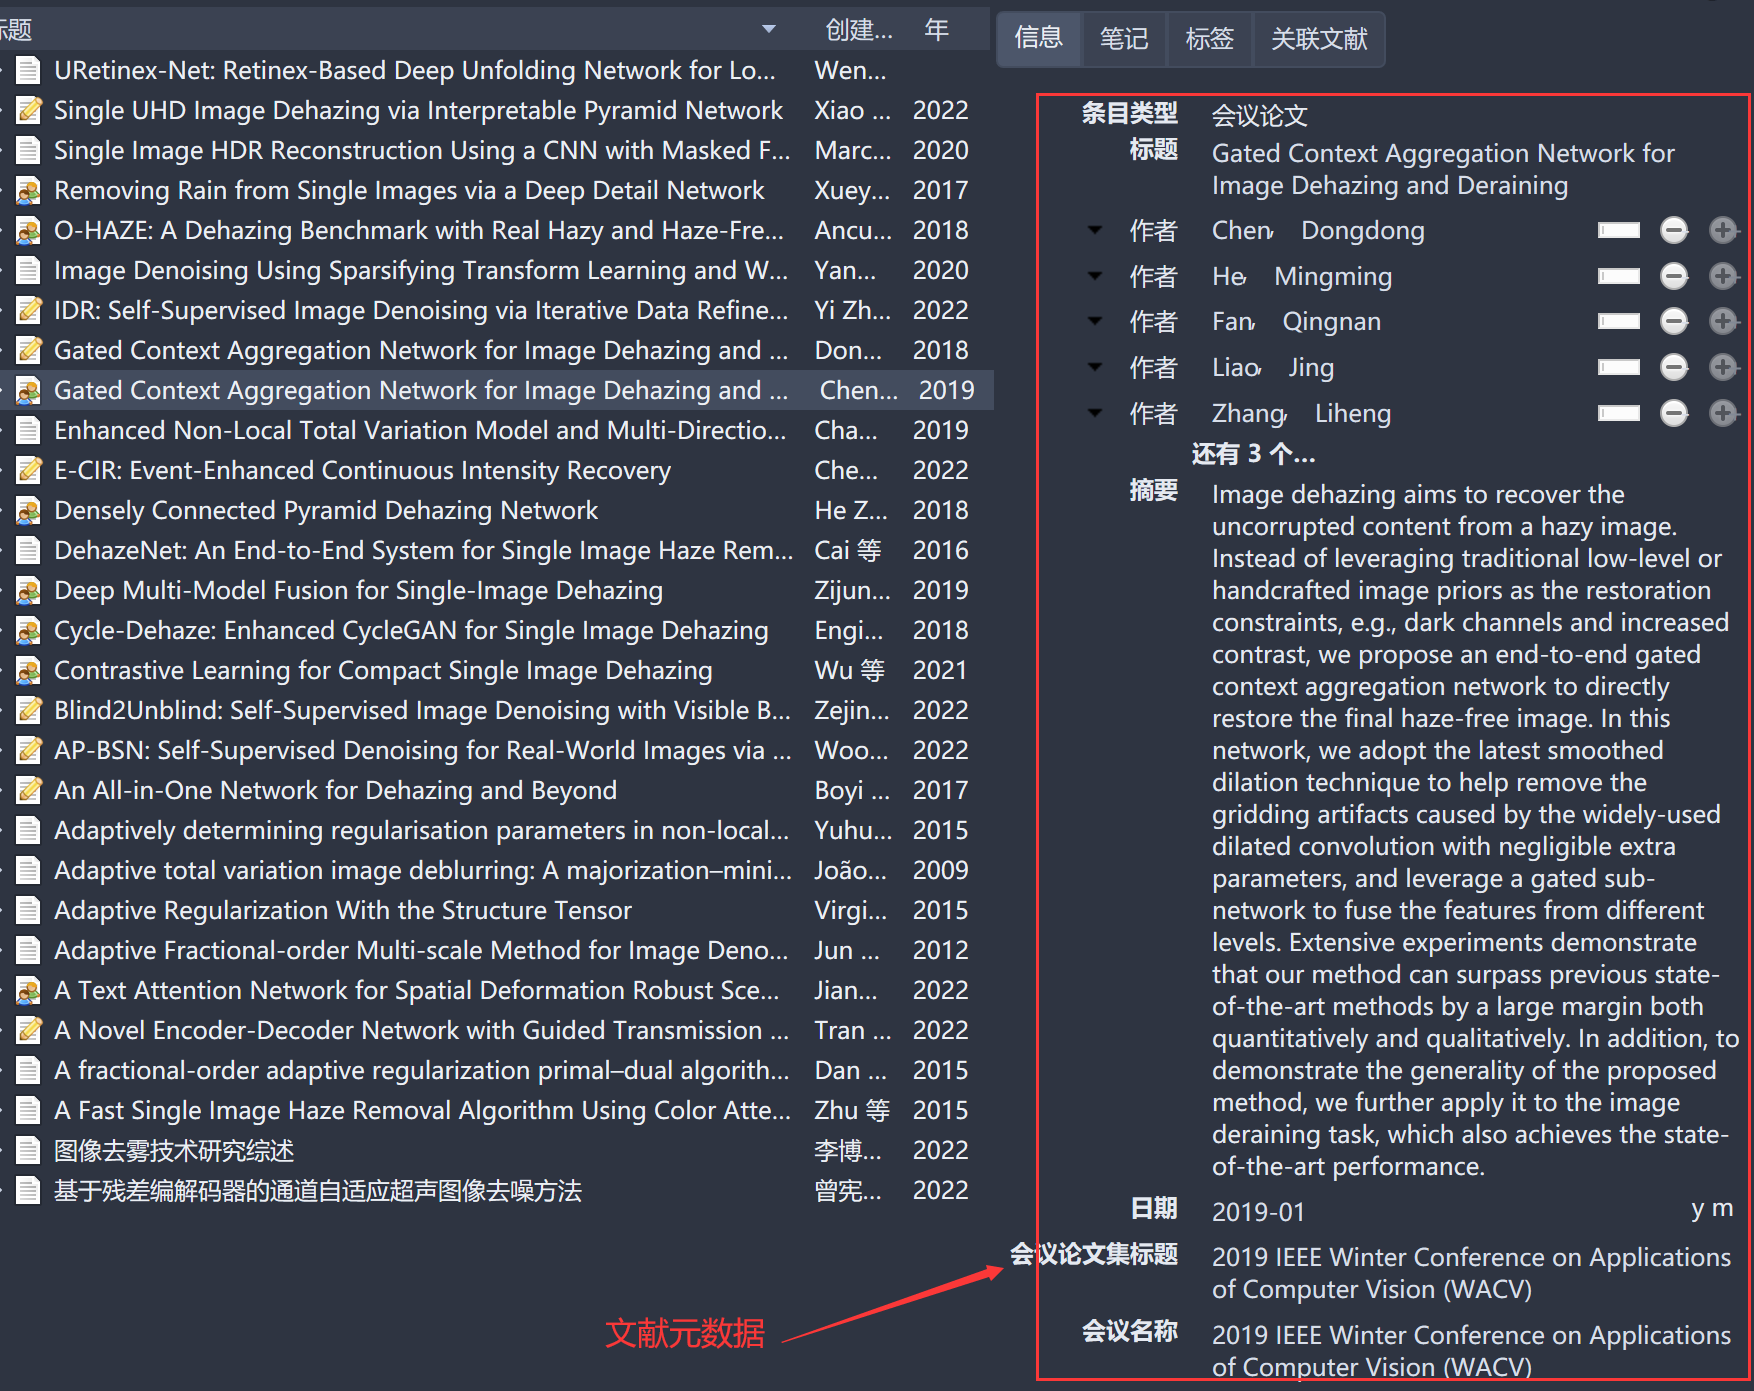 标题 创建... 年
URetinex-Net: Retinex-Based Deep Unfolding Network for Lo... Wen...
Single UHD Image Dehazing via Interpretable Pyramid Network Xiao ... 2022
Single Image HDR Reconstruction Using a CNN with Masked F... Marc... 2020
Removing Rain from Single Images via a Deep Detail Network Xuey... 2017
O-HAZE: A Dehazing Benchmark with Real Hazy and Haze-Fre... Ancu... 2018
Image Denoising Using Sparsifying Transform Learning and W... Yan... 2020
IDR: Self-Supervised Image Denoising via Iterative Data Refine... Yi Zh... 2022
Gated Context Aggregation Network for Image Dehazing and ... Don... 2018
Gated Context Aggregation Network for Image Dehazing and ... Chen... 2019
Enhanced Non-Local Total Variation Model and Multi-Directio... Cha... 2019
E-CIR: Event-Enhanced Continuous Intensity Recovery Che... 2022
Densely Connected Pyramid Dehazing Network He Z... 2018
DehazeNet: An End-to-End System for Single Image Haze Rem... Cai 等 2016
Deep Multi-Model Fusion for Single-Image Dehazing Zijun... 2019
Cycle-Dehaze: Enhanced CycleGAN for Single Image Dehazing Engi... 2018
Contrastive Learning for Compact Single Image Dehazing Wu 等 2021
Blind2Unblind: Self-Supervised Image Denoising with Visible B... Zejin... 2022
AP-BSN: Self-Supervised Denoising for Real-World Images via ... Woo... 2022
An All-in-One Network for Dehazing and Beyond Boyi ... 2017
Adaptively determining regularisation parameters in non-local... Yuhu... 2015
Adaptive total variation image deblurring: A majorization–mini... João... 2009
Adaptive Regularization With the Structure Tensor Virgi... 2015
Adaptive Fractional-order Multi-scale Method for Image Deno... Jun ... 2012
A Text Attention Network for Spatial Deformation Robust Sce... Jian... 2022
A Novel Encoder-Decoder Network with Guided Transmission ... Tran ... 2022
A fractional-order adaptive regularization primal–dual algorith... Dan ... 2015
A Fast Single Image Haze Removal Algorithm Using Color Atte... Zhu 等 2015
图像去雾技术研究综述 李博... 2022
基于残差编解码器的通道自适应超声图像去噪方法 曾宪... 2022
文献元数据
信息 笔记 标签 关联文献
条目类型 会议论文
标题 Gated Context Aggregation Network for
Image Dehazing and Deraining
作者 Chen, Dongdong
作者 He, Mingming
作者 Fan, Qingnan
作者 Liao, Jing
作者 Zhang, Liheng
还有 3 个...
摘要 Image dehazing aims to recover the
uncorrupted content from a hazy image.
Instead of leveraging traditional low-level or
handcrafted image priors as the restoration
constraints, e.g., dark channels and increased
contrast, we propose an end-to-end gated
context aggregation network to directly
restore the final haze-free image. In this
network, we adopt the latest smoothed
dilation technique to help remove the
gridding artifacts caused by the widely-used
dilated convolution with negligible extra
parameters, and leverage a gated sub-
network to fuse the features from different
levels. Extensive experiments demonstrate
that our method can surpass previous state-
of-the-art methods by a large margin both
quantitatively and qualitatively. In addition, to
demonstrate the generality of the proposed
method, we further apply it to the image
deraining task, which also achieves the state-
of-the-art performance.
日期 2019-01 y m
会议论文集标题 2019 IEEE Winter Conference on Applications
of Computer Vision (WACV)
会议名称 2019 IEEE Winter Conference on Applications
of Computer Vision (WACV)